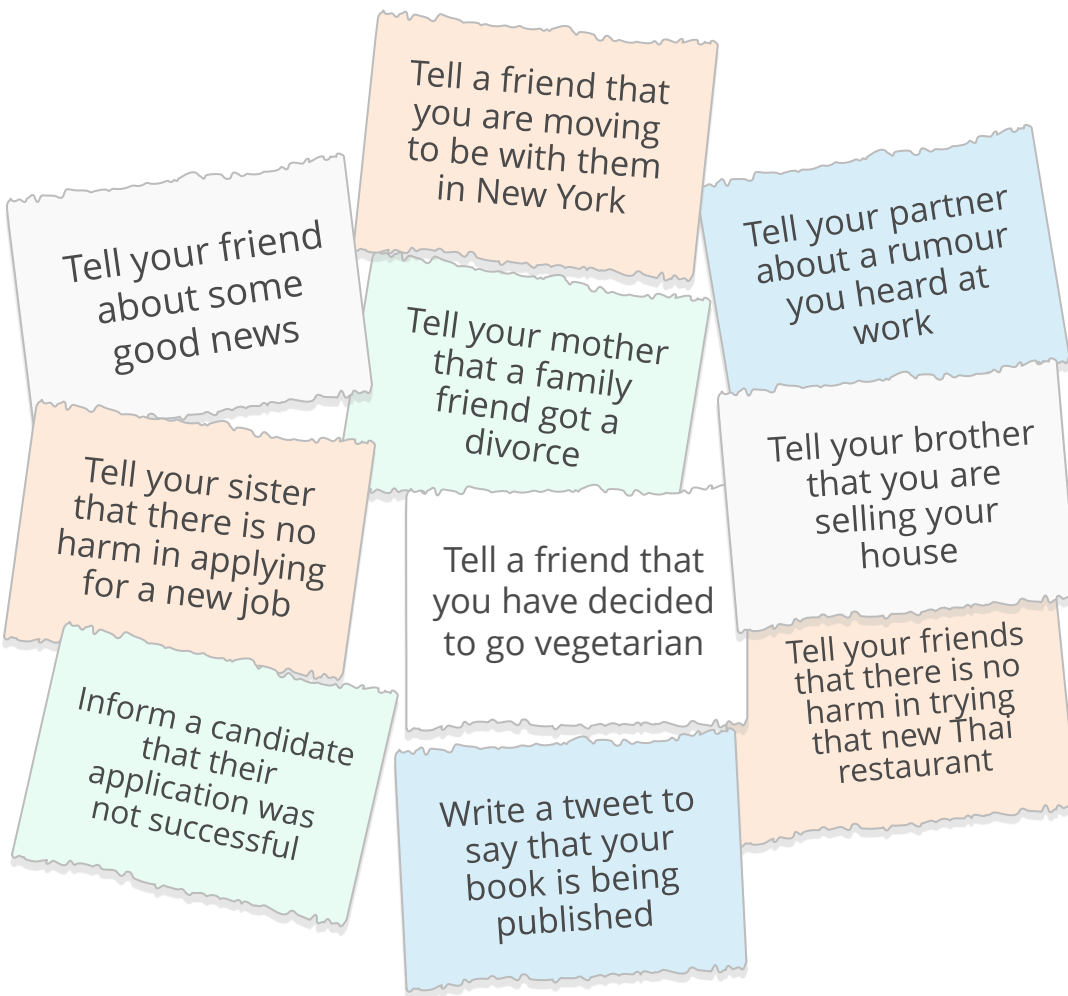 Tell a friend that
you are moving
to be with them
in New York
Tell your friend
about some
good news
Tell your partner
about a rumour
you heard at
work
Tell your mother
that a family
friend got a
divorce
Tell your brother
that you are
selling your
house
Tell your sister
that there is no
harm in applying
for a new job
Tell a friend that
you have decided
to go vegetarian
Tell your friends
that there is no
harm in trying
that new Thai
restaurant
Inform a candidate
that their
application was
not successful
Write a tweet to
say that your
book is being
published